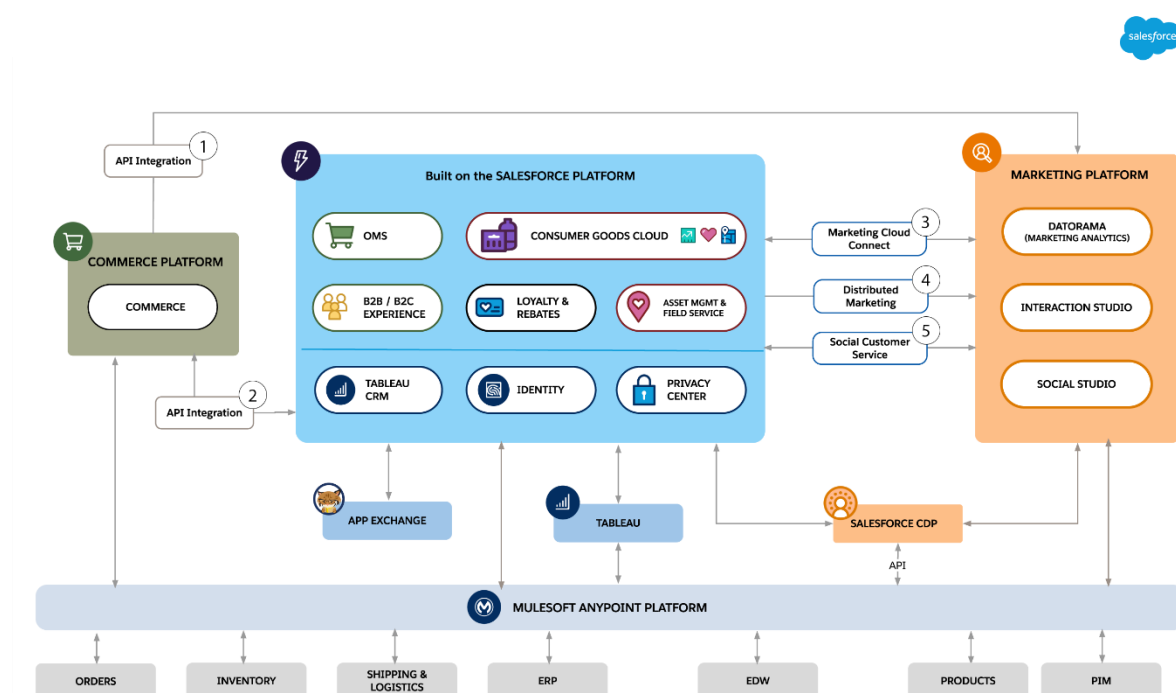 salesforce
API Integration
1
Built on the SALESFORCE PLATFORM
MARKETING PLATFORM
OMS
CONSUMER GOODS CLOUD
Marketing Cloud
Connect
3
DATORAMA
(MARKETING ANALYTICS)
COMMERCE PLATFORM
COMMERCE
B2B / B2C
EXPERIENCE
LOYALTY &
REBATES
ASSET MGMT &
FIELD SERVICE
Distributed
Marketing
4
INTERACTION STUDIO
Social Customer
Service
5
API Integration
2
TABLEAU
CRM
IDENTITY
PRIVACY
CENTER
SOCIAL STUDIO
APP EXCHANGE
TABLEAU
SALESFORCE CDP
API
MULESOFT ANYPOINT PLATFORM
ORDERS
INVENTORY
SHIPPING &
LOGISTICS
ERP
EDW
PRODUCTS
PIM